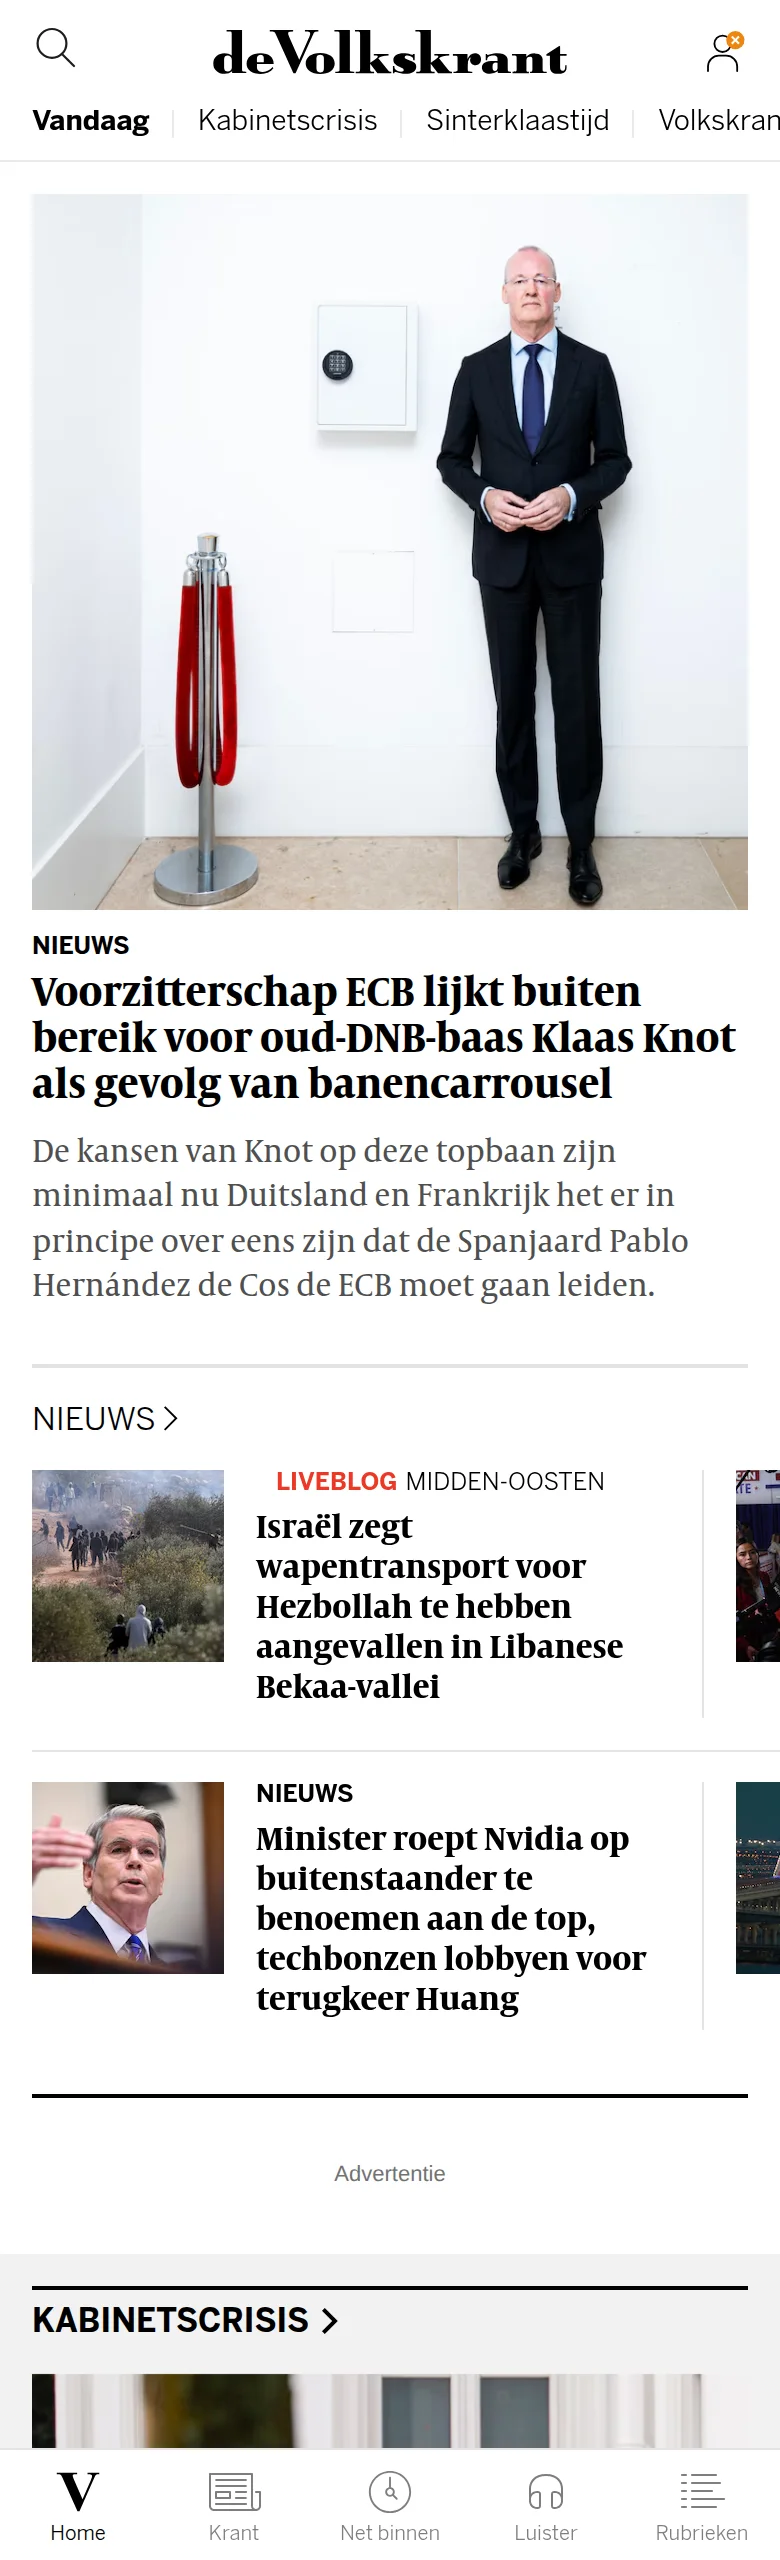 deVolkskrant
Vandaag
Kabinetscrisis
Sinterklaastijd
Volkskran
NIEUWS
Voorzitterschap ECB lijkt buiten
bereik voor oud-DNB-baas Klaas Knot
als gevolg van banencarrousel
De kansen van Knot op deze topbaan zijn
minimaal nu Duitsland en Frankrijk het er in
principe over eens zijn dat de Spanjaard Pablo
Hernández de Cos de ECB moet gaan leiden.
NIEUWS
LIVEBLOG MIDDEN-OOSTEN
Israël zegt
wapentransport voor
Hezbollah te hebben
aangevallen in Libanese
Bekaa-vallei
NIEUWS
Minister roept Nvidia op
buitenstaander te
benoemen aan de top,
techbonzen lobbyen voor
terugkeer Huang
Advertentie
KABINETSCRISIS
V
Home
Krant
Net binnen
Luister
Rubrieken